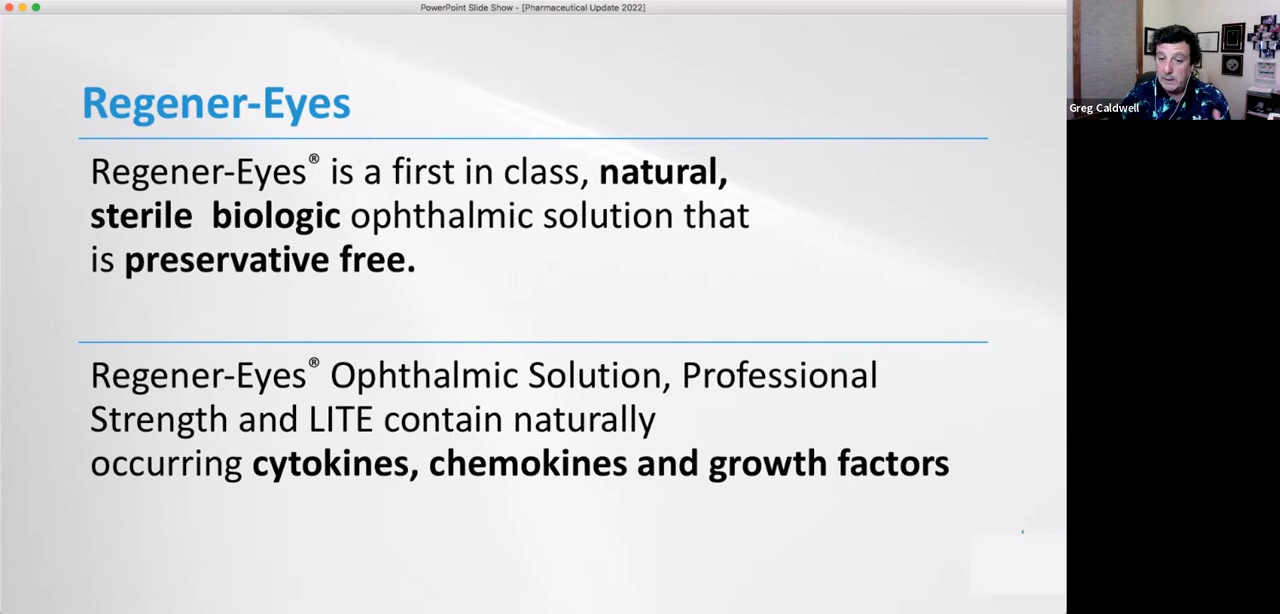 PowerPoint Slide Show - [Pharmaceutical Update 2022]
Regener-Eyes
Regener-Eyes® is a first in class, natural,
sterile  biologic ophthalmic solution that
is preservative free.
Regener-Eyes® Ophthalmic Solution, Professional
Strength and LITE contain naturally
occurring cytokines, chemokines and growth factors
Greg Caldwell